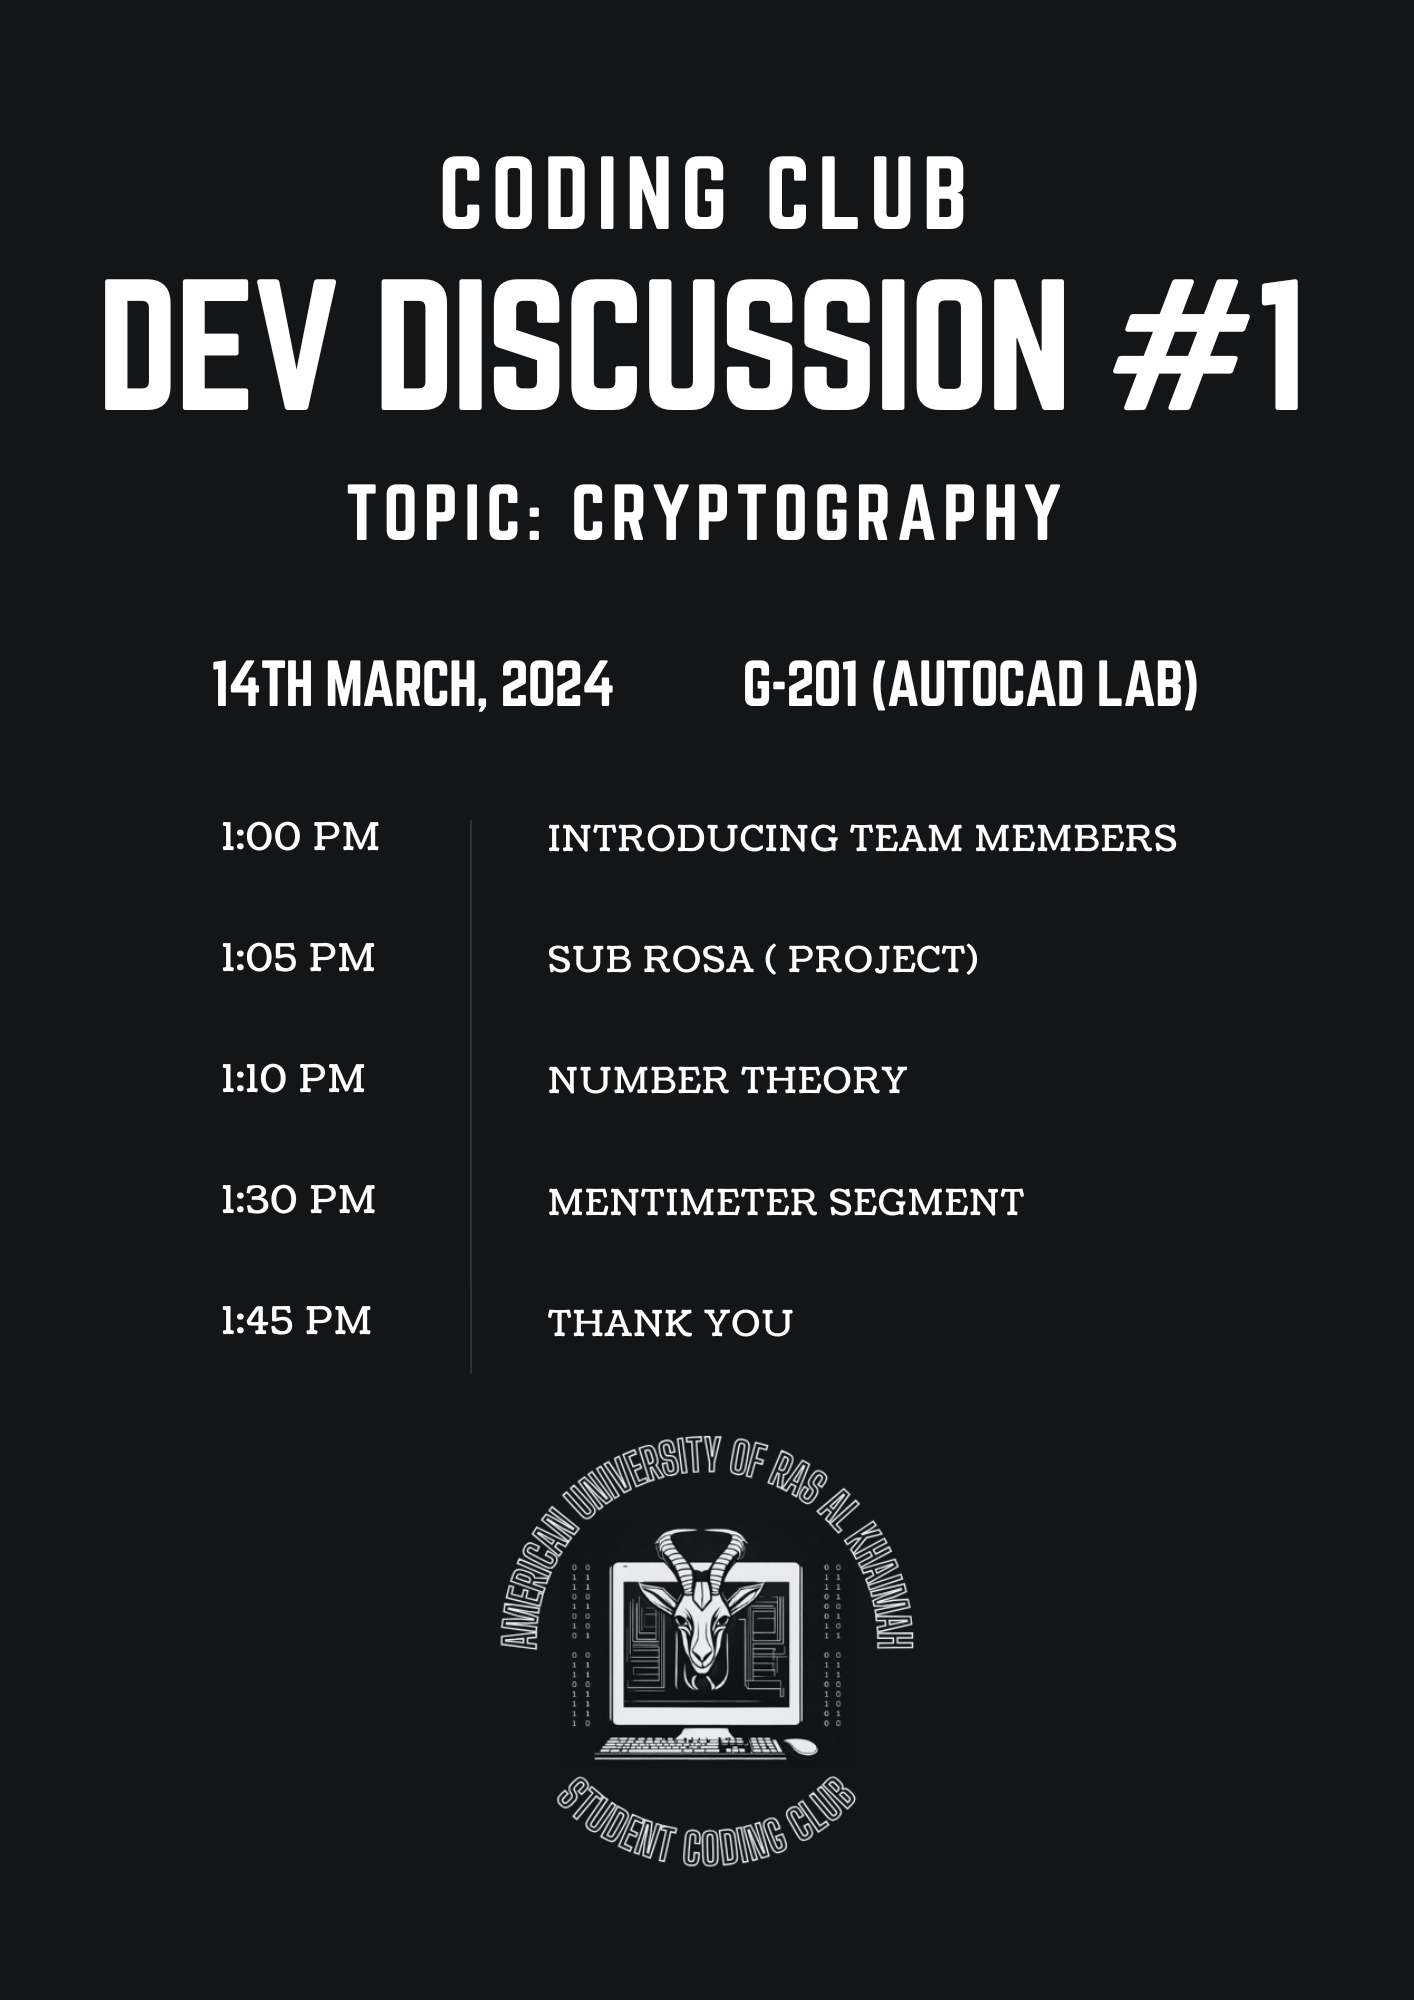 CODING CLUB
DEV DISCUSSION #1
TOPIC: CRYPTOGRAPHY
14TH MARCH, 2024 G-201 (AUTOCAD LAB)
1:00 PM INTRODUCING TEAM MEMBERS
1:05 PM SUB ROSA ( PROJECT)
1:10 PM NUMBER THEORY
1:30 PM MENTIMETER SEGMENT
1:45 PM THANK YOU
AMERICAN UNIVERSITY OF RAS AL KHAIMAH
STUDENT CODING CLUB